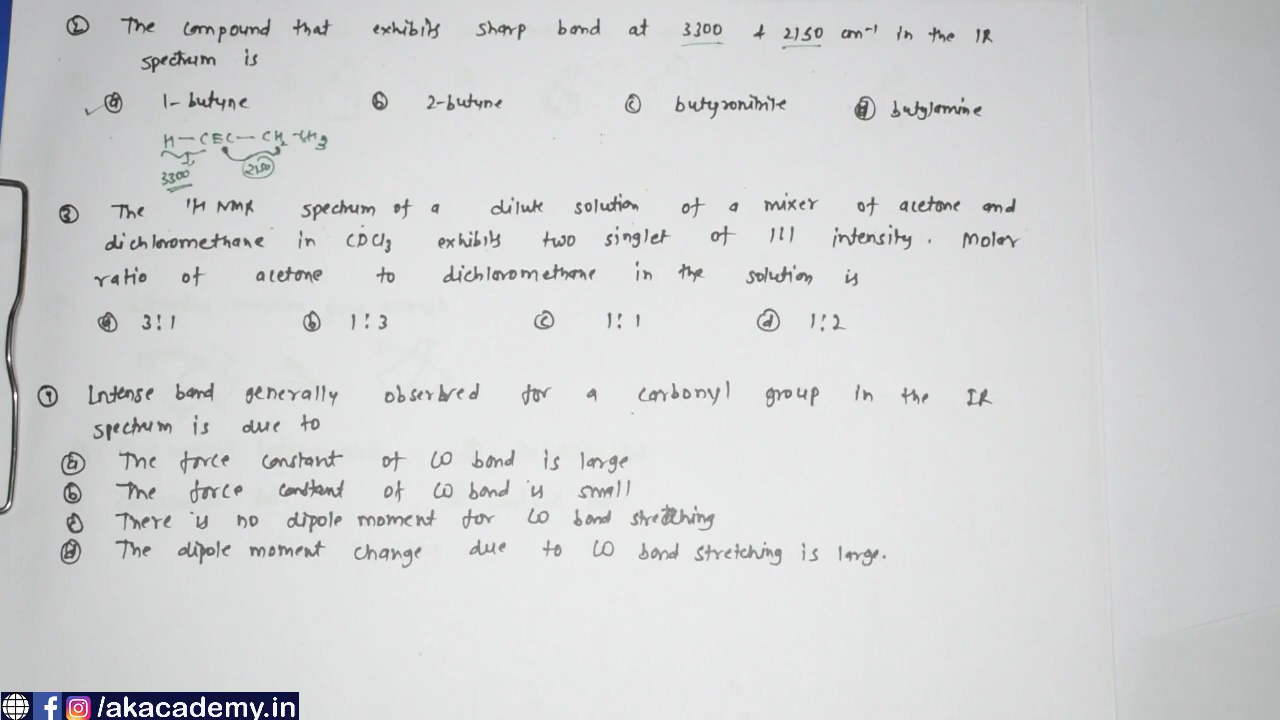 ② The compound that exhibits sharp bond at 3300 & 2150 cm⁻¹ in the IR
spectrum is
ⓐ 1-butyne ⓑ 2-butyne ⓒ butyronitrile ⓓ butylamine
H-C≡C-CH₂-CH₃
3300 2150
③ The ¹H NMR spectrum of a dilute solution of a mixer of acetone and
dichloromethane in CDCl₃ exhibits two singlet of 1:1 intensity. Molar
ratio of acetone to dichloromethane in the solution is
ⓐ 3:1 ⓑ 1:3 ⓒ 1:1 ⓓ 1:2
④ Intense band generally obserbred for a carbonyl group in the IR
spectrum is due to
ⓐ The force constant of CO bond is large
ⓑ The force constant of CO bond is small
ⓒ There is no dipole moment for CO bond stretching
ⓓ The dipole moment change due to CO bond stretching is large.
/akacademy.in